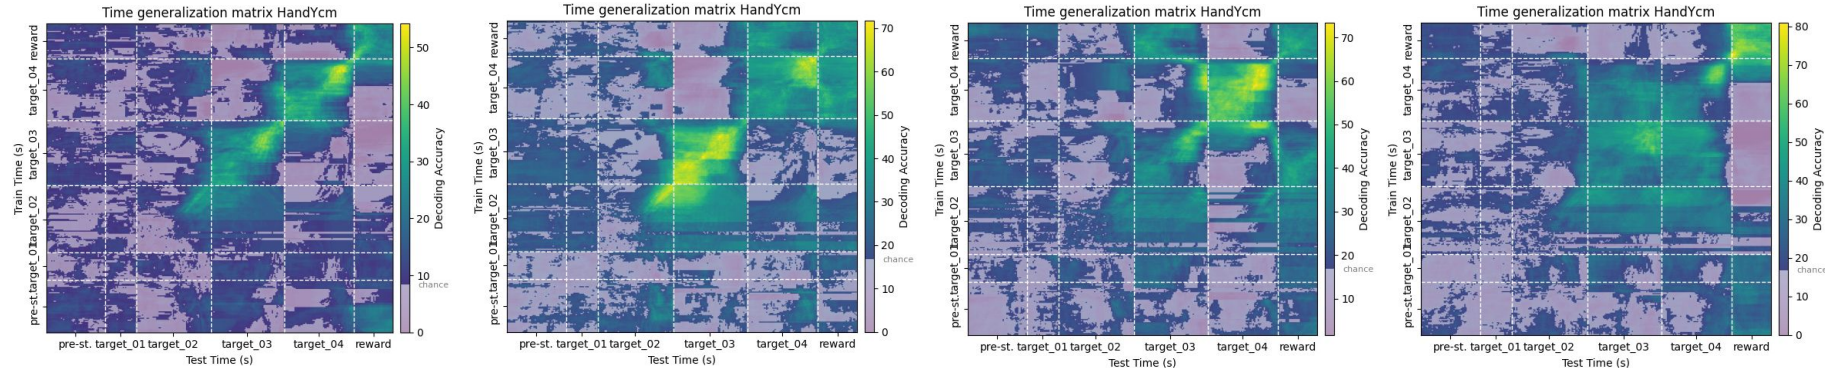 Time generalization matrix HandYcm
reward
target_04
target_03
target_02
target_01
pre-st.
Train Time (s)
pre-st. target_01 target_02 target_03 target_04 reward
Test Time (s)
50
40
30
20
10
0
chance
Decoding Accuracy
Time generalization matrix HandYcm
reward
target_04
target_03
target_02
target_01
pre-st.
Train Time (s)
pre-st. target_01 target_02 target_03 target_04 reward
Test Time (s)
70
60
50
40
30
20
10
0
chance
Decoding Accuracy
Time generalization matrix HandYcm
reward
target_04
target_03
target_02
target_01
pre-st.
Train Time (s)
pre-st. target_01 target_02 target_03 target_04 reward
Test Time (s)
70
60
50
40
30
20
10
chance
Decoding Accuracy
Time generalization matrix HandYcm
reward
target_04
target_03
target_02
target_01
pre-st.
Train Time (s)
pre-st. target_01 target_02 target_03 target_04 reward
Test Time (s)
80
70
60
50
40
30
20
10
0
chance
Decoding Accuracy